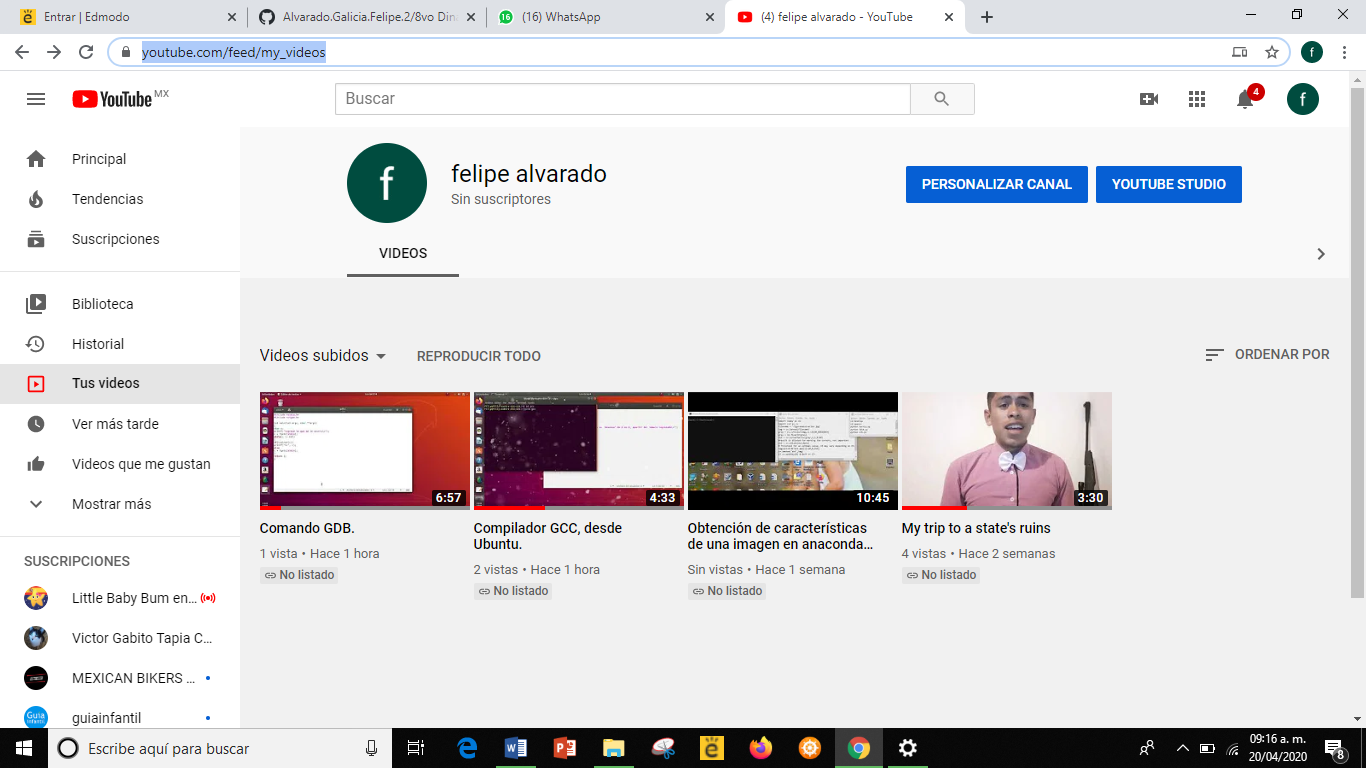 Entrar | Edmodo
Alvarado.Galicia.Felipe.2/8vo Din
(16) WhatsApp
(4) felipe alvarado - YouTube
youtube.com/feed/my_videos
f
YouTube MX
Buscar
4
f
Principal
Tendencias
Suscripciones
Biblioteca
Historial
Tus videos
Ver más tarde
Videos que me gustan
Mostrar más
SUSCRIPCIONES
Little Baby Bum en...
Victor Gabito Tapia C...
MEXICAN BIKERS ...
guiainfantil
f
felipe alvarado
Sin suscriptores
PERSONALIZAR CANAL
YOUTUBE STUDIO
VIDEOS
Videos subidos
REPRODUCIR TODO
ORDENAR POR
6:57
Comando GDB.
1 vista • Hace 1 hora
No listado
4:33
Compilador GCC, desde
Ubuntu.
2 vistas • Hace 1 hora
No listado
10:45
Obtención de características
de una imagen en anaconda...
Sin vistas • Hace 1 semana
No listado
3:30
My trip to a state's ruins
4 vistas • Hace 2 semanas
No listado
Escribe aquí para buscar
09:16 a. m.
20/04/2020
8